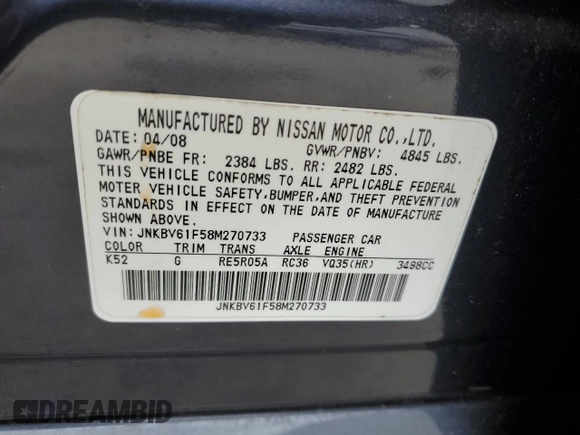 MANUFACTURED BY NISSAN MOTOR CO.,LTD.
DATE: 04/08 GVWR/PNBV: 4845 LBS.
GAWR/PNBE FR: 2384 LBS. RR: 2482 LBS.
THIS VEHICLE CONFORMS TO ALL APPLICABLE FEDERAL
MOTOR VEHICLE SAFETY,BUMPER,AND THEFT PREVENTION
STANDARDS IN EFFECT ON THE DATE OF MANUFACTURE
SHOWN ABOVE.
VIN: JNKBV61F58M270733 PASSENGER CAR
COLOR TRIM TRANS AXLE ENGINE
K52 G RE5R05A RC36 VQ35(HR) 3498CC
JNKBV61F58M270733
DREAMBID